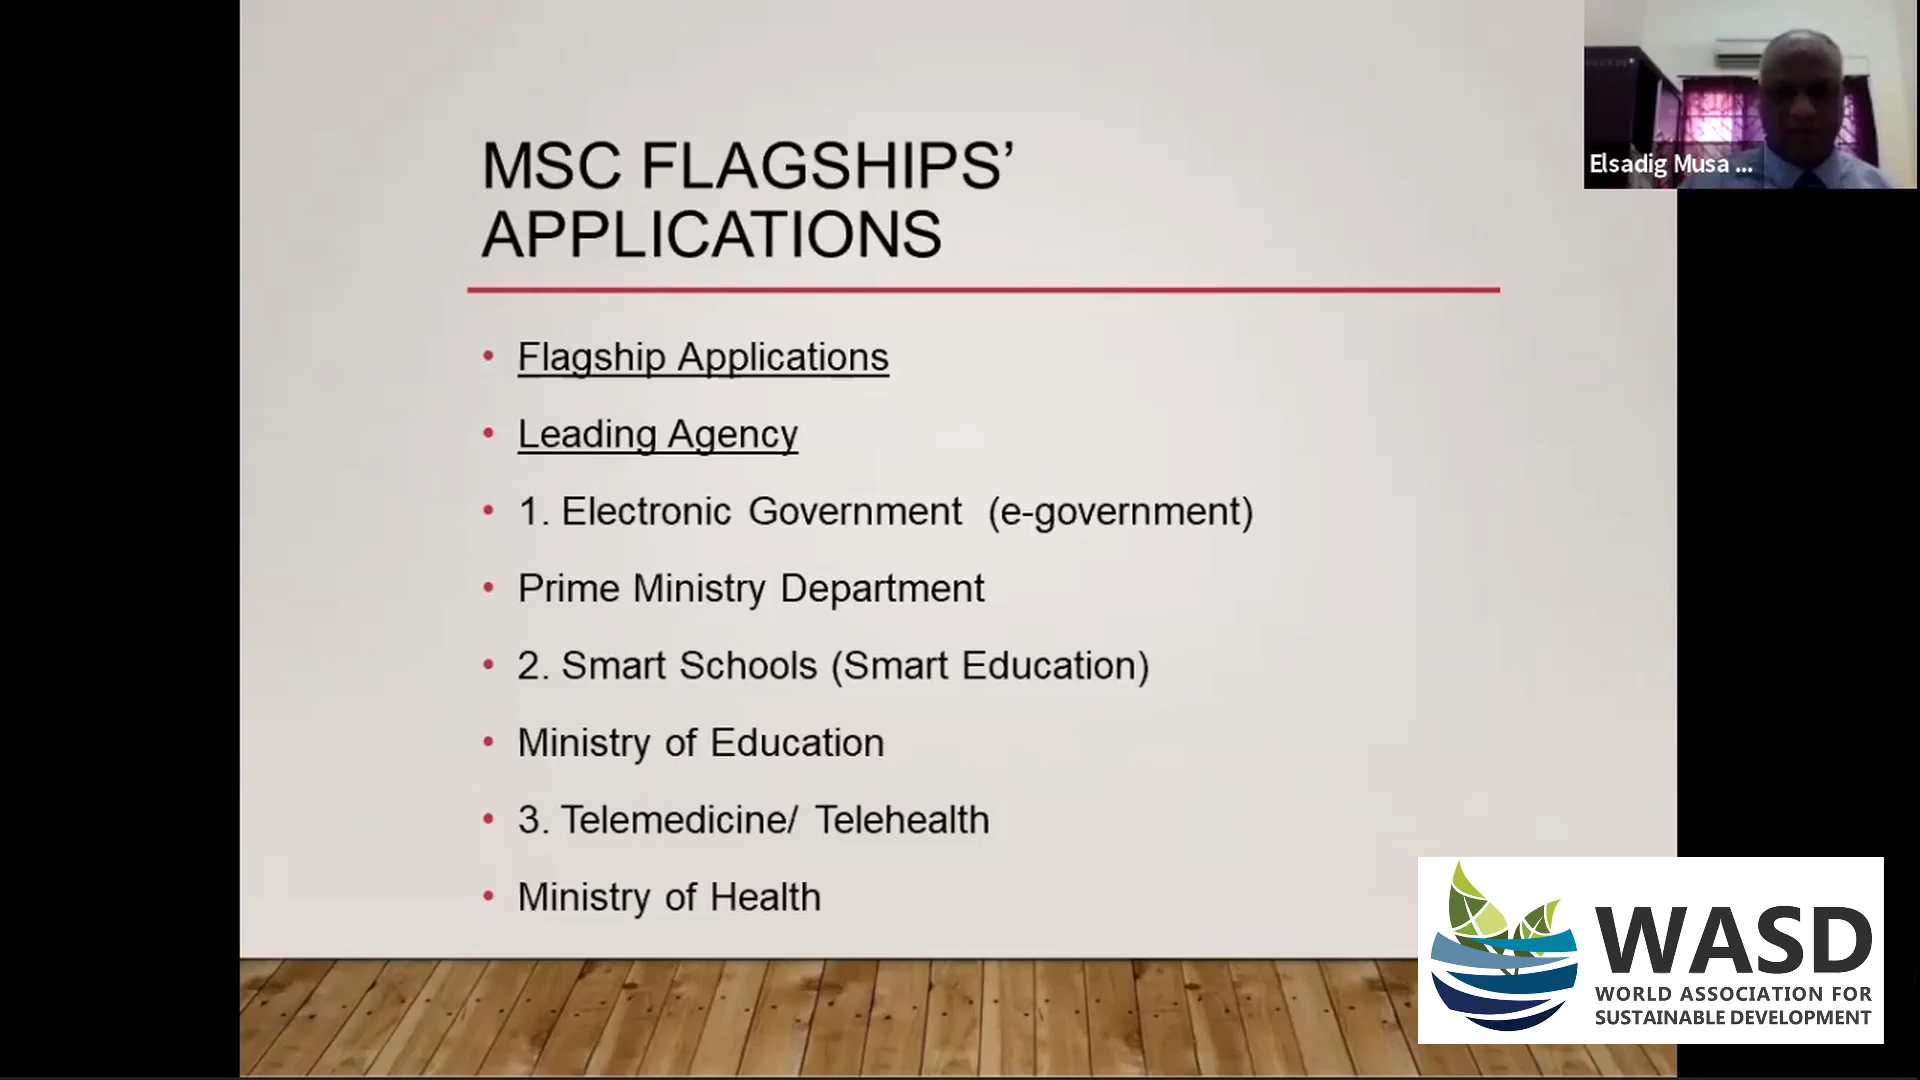 MSC FLAGSHIPS’
APPLICATIONS
• Flagship Applications
• Leading Agency
• 1. Electronic Government (e-government)
• Prime Ministry Department
• 2. Smart Schools (Smart Education)
• Ministry of Education
• 3. Telemedicine/ Telehealth
• Ministry of Health
Elsadig Musa ...
WASD
WORLD ASSOCIATION FOR
SUSTAINABLE DEVELOPMENT